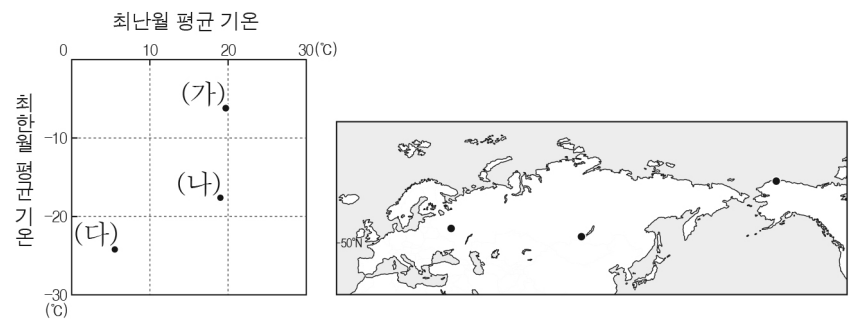 최난월 평균 기온
0 10 20 30(℃)
최한월 평균 기온
(가)
-10
(나)
-20
(다)
-30
(℃)
50°N